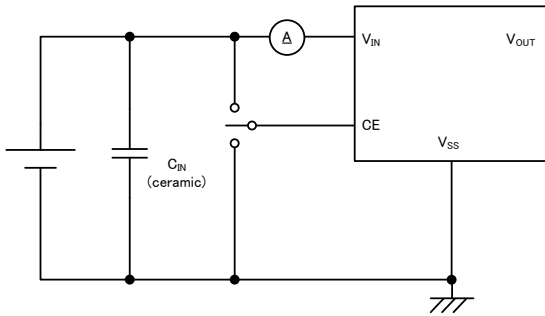 A
V_IN
V_OUT
CE
V_SS
C_IN
(ceramic)